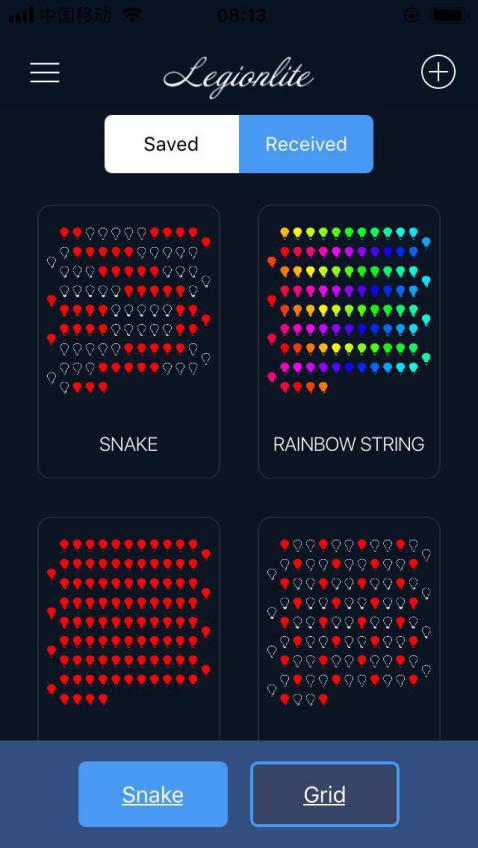 中国移动 08:13
Legionlite
Saved Received
SNAKE RAINBOW STRING
Snake Grid